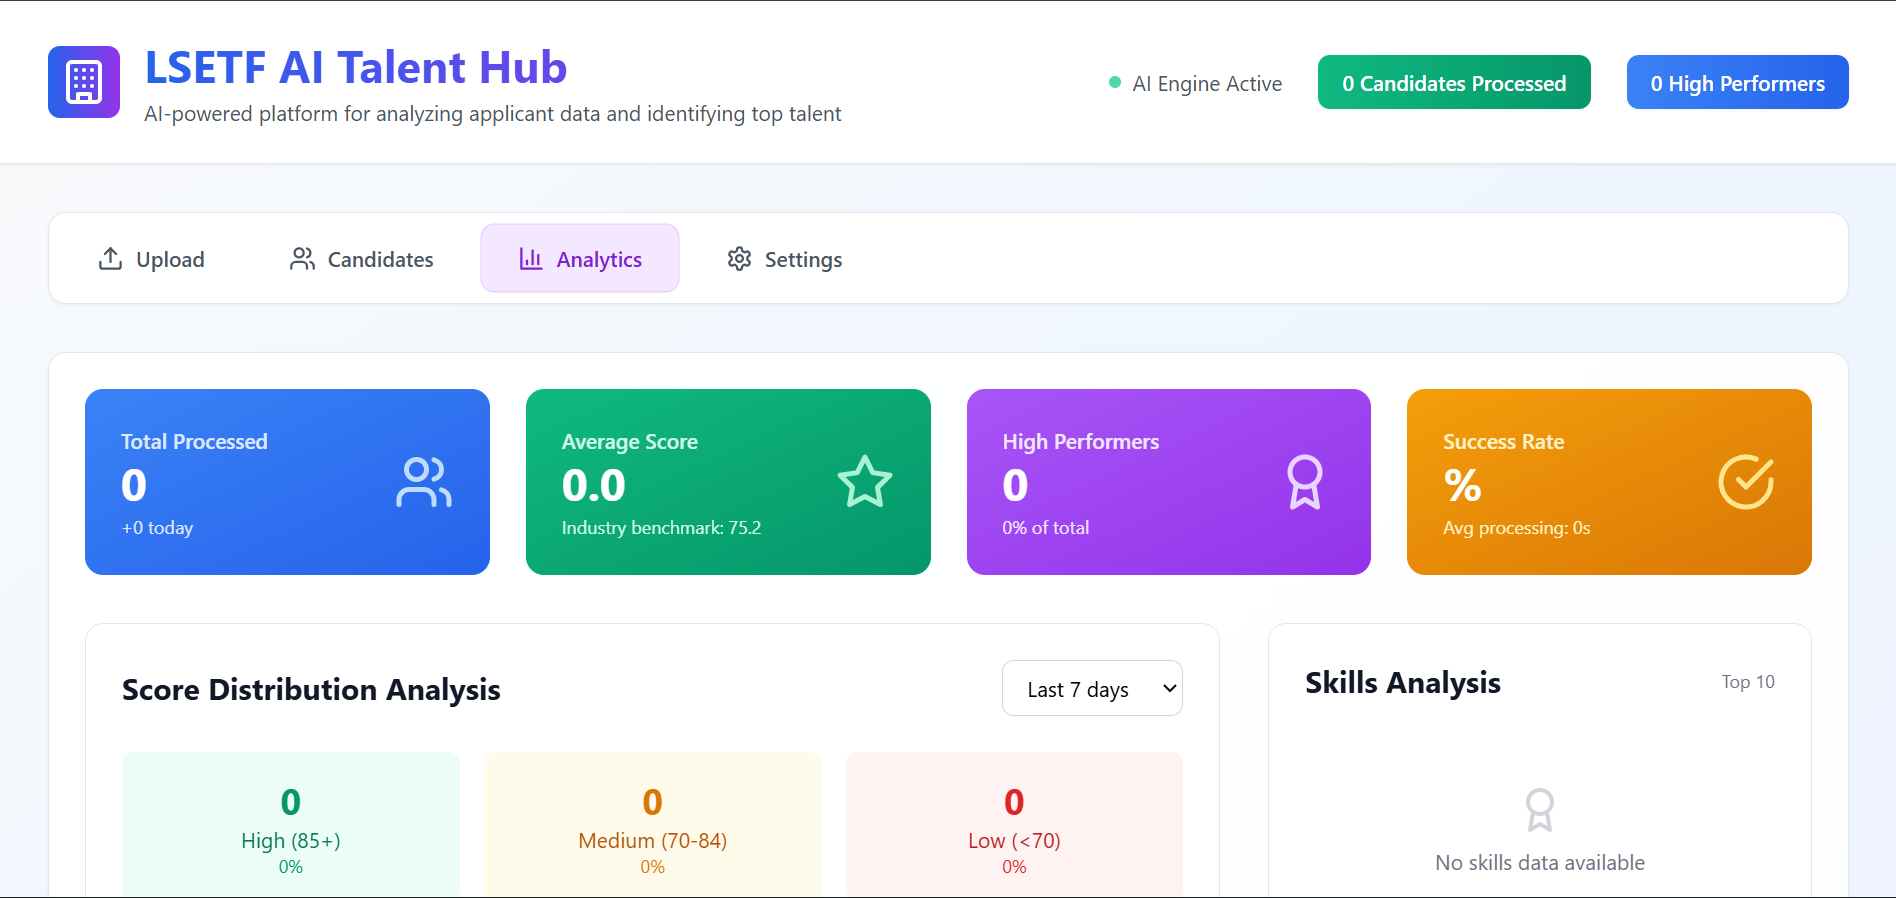 LSETF AI Talent Hub
AI-powered platform for analyzing applicant data and identifying top talent
AI Engine Active
0 Candidates Processed
0 High Performers
Upload
Candidates
Analytics
Settings
Total Processed
0
+0 today
Average Score
0.0
Industry benchmark: 75.2
High Performers
0
0% of total
Success Rate
%
Avg processing: 0s
Score Distribution Analysis
Last 7 days
0
High (85+)
0%
0
Medium (70-84)
0%
0
Low (<70)
0%
Skills Analysis
Top 10
No skills data available